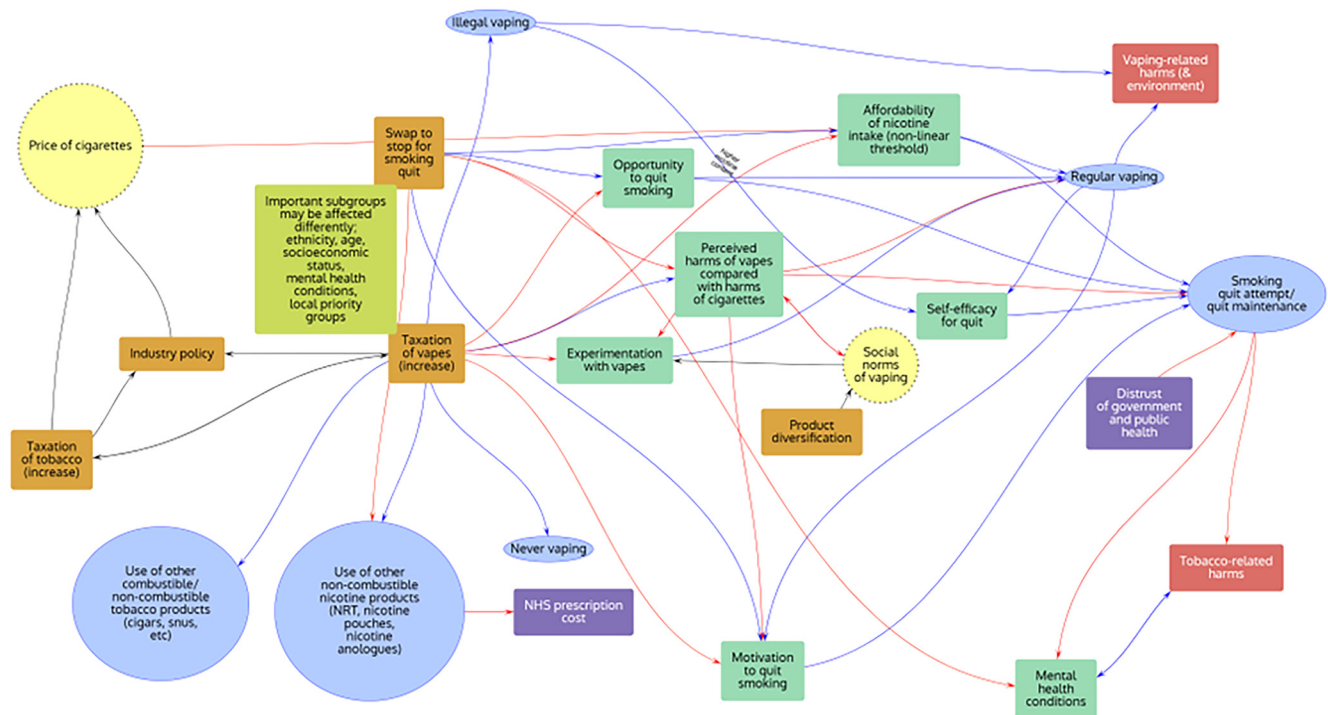 Illegal vaping
Vaping-related
harms (&
environment)
Price of cigarettes
Swap to
stop for
smoking
quit
Affordability
of nicotine
intake (non-linear
threshold)
higher
nicotine
content
Opportunity
to quit
smoking
Regular vaping
Important subgroups
may be affected
differently;
ethnicity, age,
socioeconomic
status,
mental health
conditions,
local priority
groups
Perceived
harms of vapes
compared
with harms
of cigarettes
Smoking
quit attempt/
quit maintenance
Self-efficacy
for quit
Industry policy
Taxation
of vapes
(increase)
Experimentation
with vapes
Social
norms
of vaping
Distrust
of government
and public
health
Product
diversification
Taxation
of tobacco
(increase)
Never vaping
Tobacco-related
harms
Use of other
combustible/
non-combustible
tobacco products
(cigars, snus,
etc)
Use of other
non-combustible
nicotine products
(NRT, nicotine
pouches,
nicotine
anologues)
NHS prescription
cost
Motivation
to quit
smoking
Mental
health
conditions